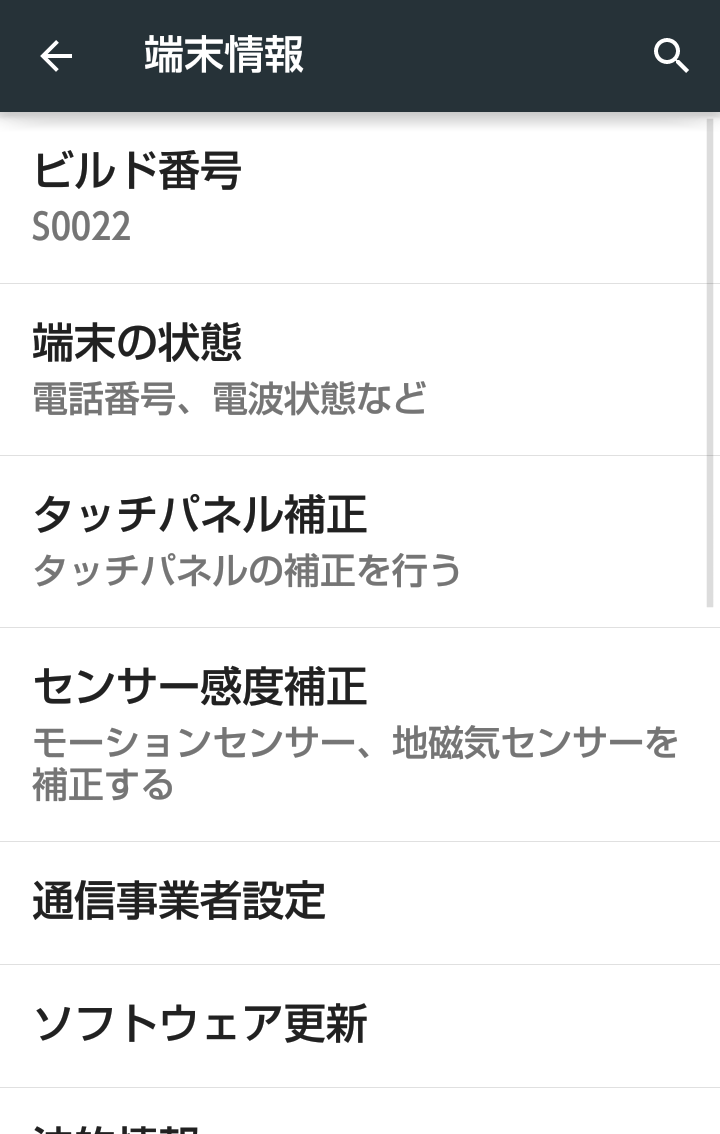 端末情報
ビルド番号
S0022
端末の状態
電話番号、電波状態など
タッチパネル補正
タッチパネルの補正を行う
センサー感度補正
モーションセンサー、地磁気センサーを
補正する
通信事業者設定
ソフトウェア更新
法的情報